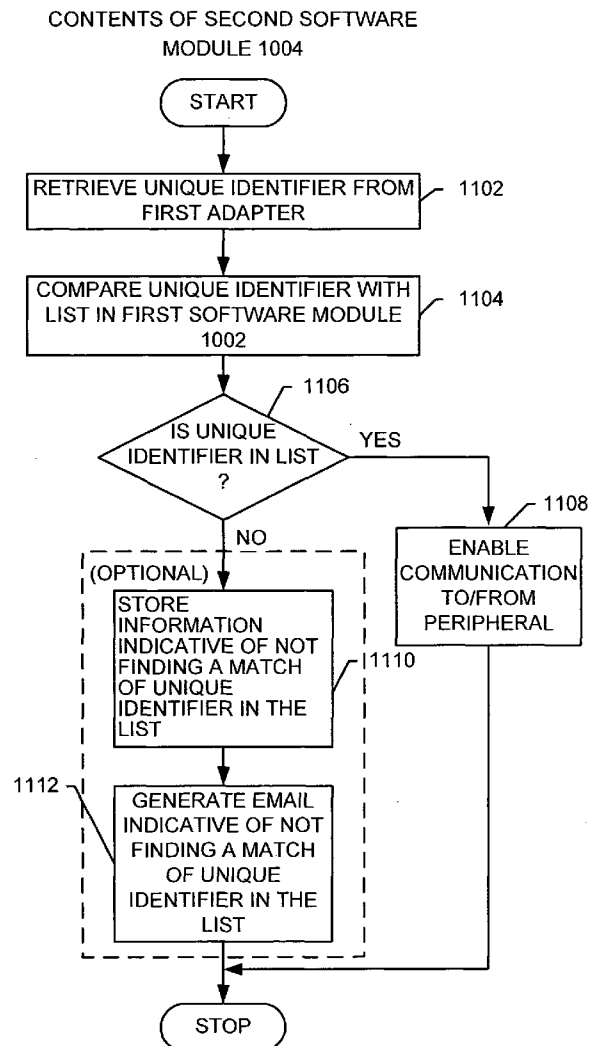 CONTENTS OF SECOND SOFTWARE
MODULE 1004
START
RETRIEVE UNIQUE IDENTIFIER FROM
FIRST ADAPTER
1102
COMPARE UNIQUE IDENTIFIER WITH
LIST IN FIRST SOFTWARE MODULE
1002
1104
1106
IS UNIQUE
IDENTIFIER IN LIST
?
YES
1108
ENABLE
COMMUNICATION
TO/FROM
PERIPHERAL
NO
(OPTIONAL)
STORE
INFORMATION
INDICATIVE OF NOT
FINDING A MATCH
OF UNIQUE
IDENTIFIER IN THE
LIST
1110
1112
GENERATE EMAIL
INDICATIVE OF NOT
FINDING A MATCH
OF UNIQUE
IDENTIFIER IN THE
LIST
STOP